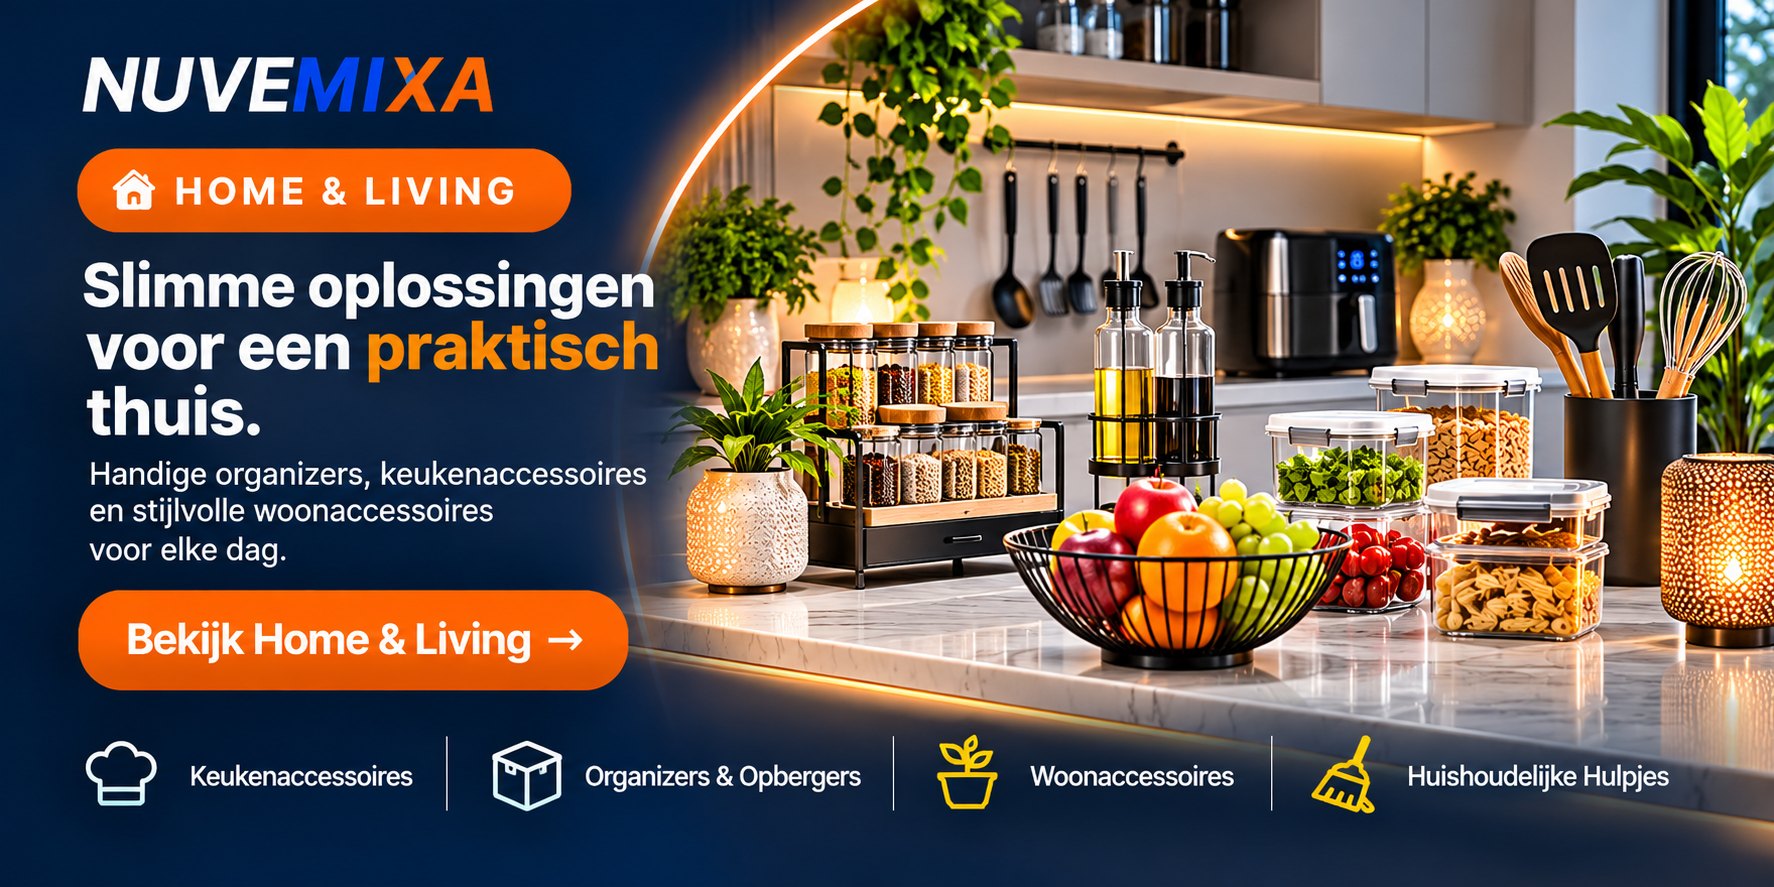 NUVEMIXA
HOME & LIVING
Slimme oplossingen
voor een praktisch
thuis.
Handige organizers, keukenaccessoires
en stijlvolle woonaccessoires
voor elke dag.
Bekijk Home & Living →
Keukenaccessoires
Organizers & Opbergers
Woonaccessoires
Huishoudelijke Hulpjes